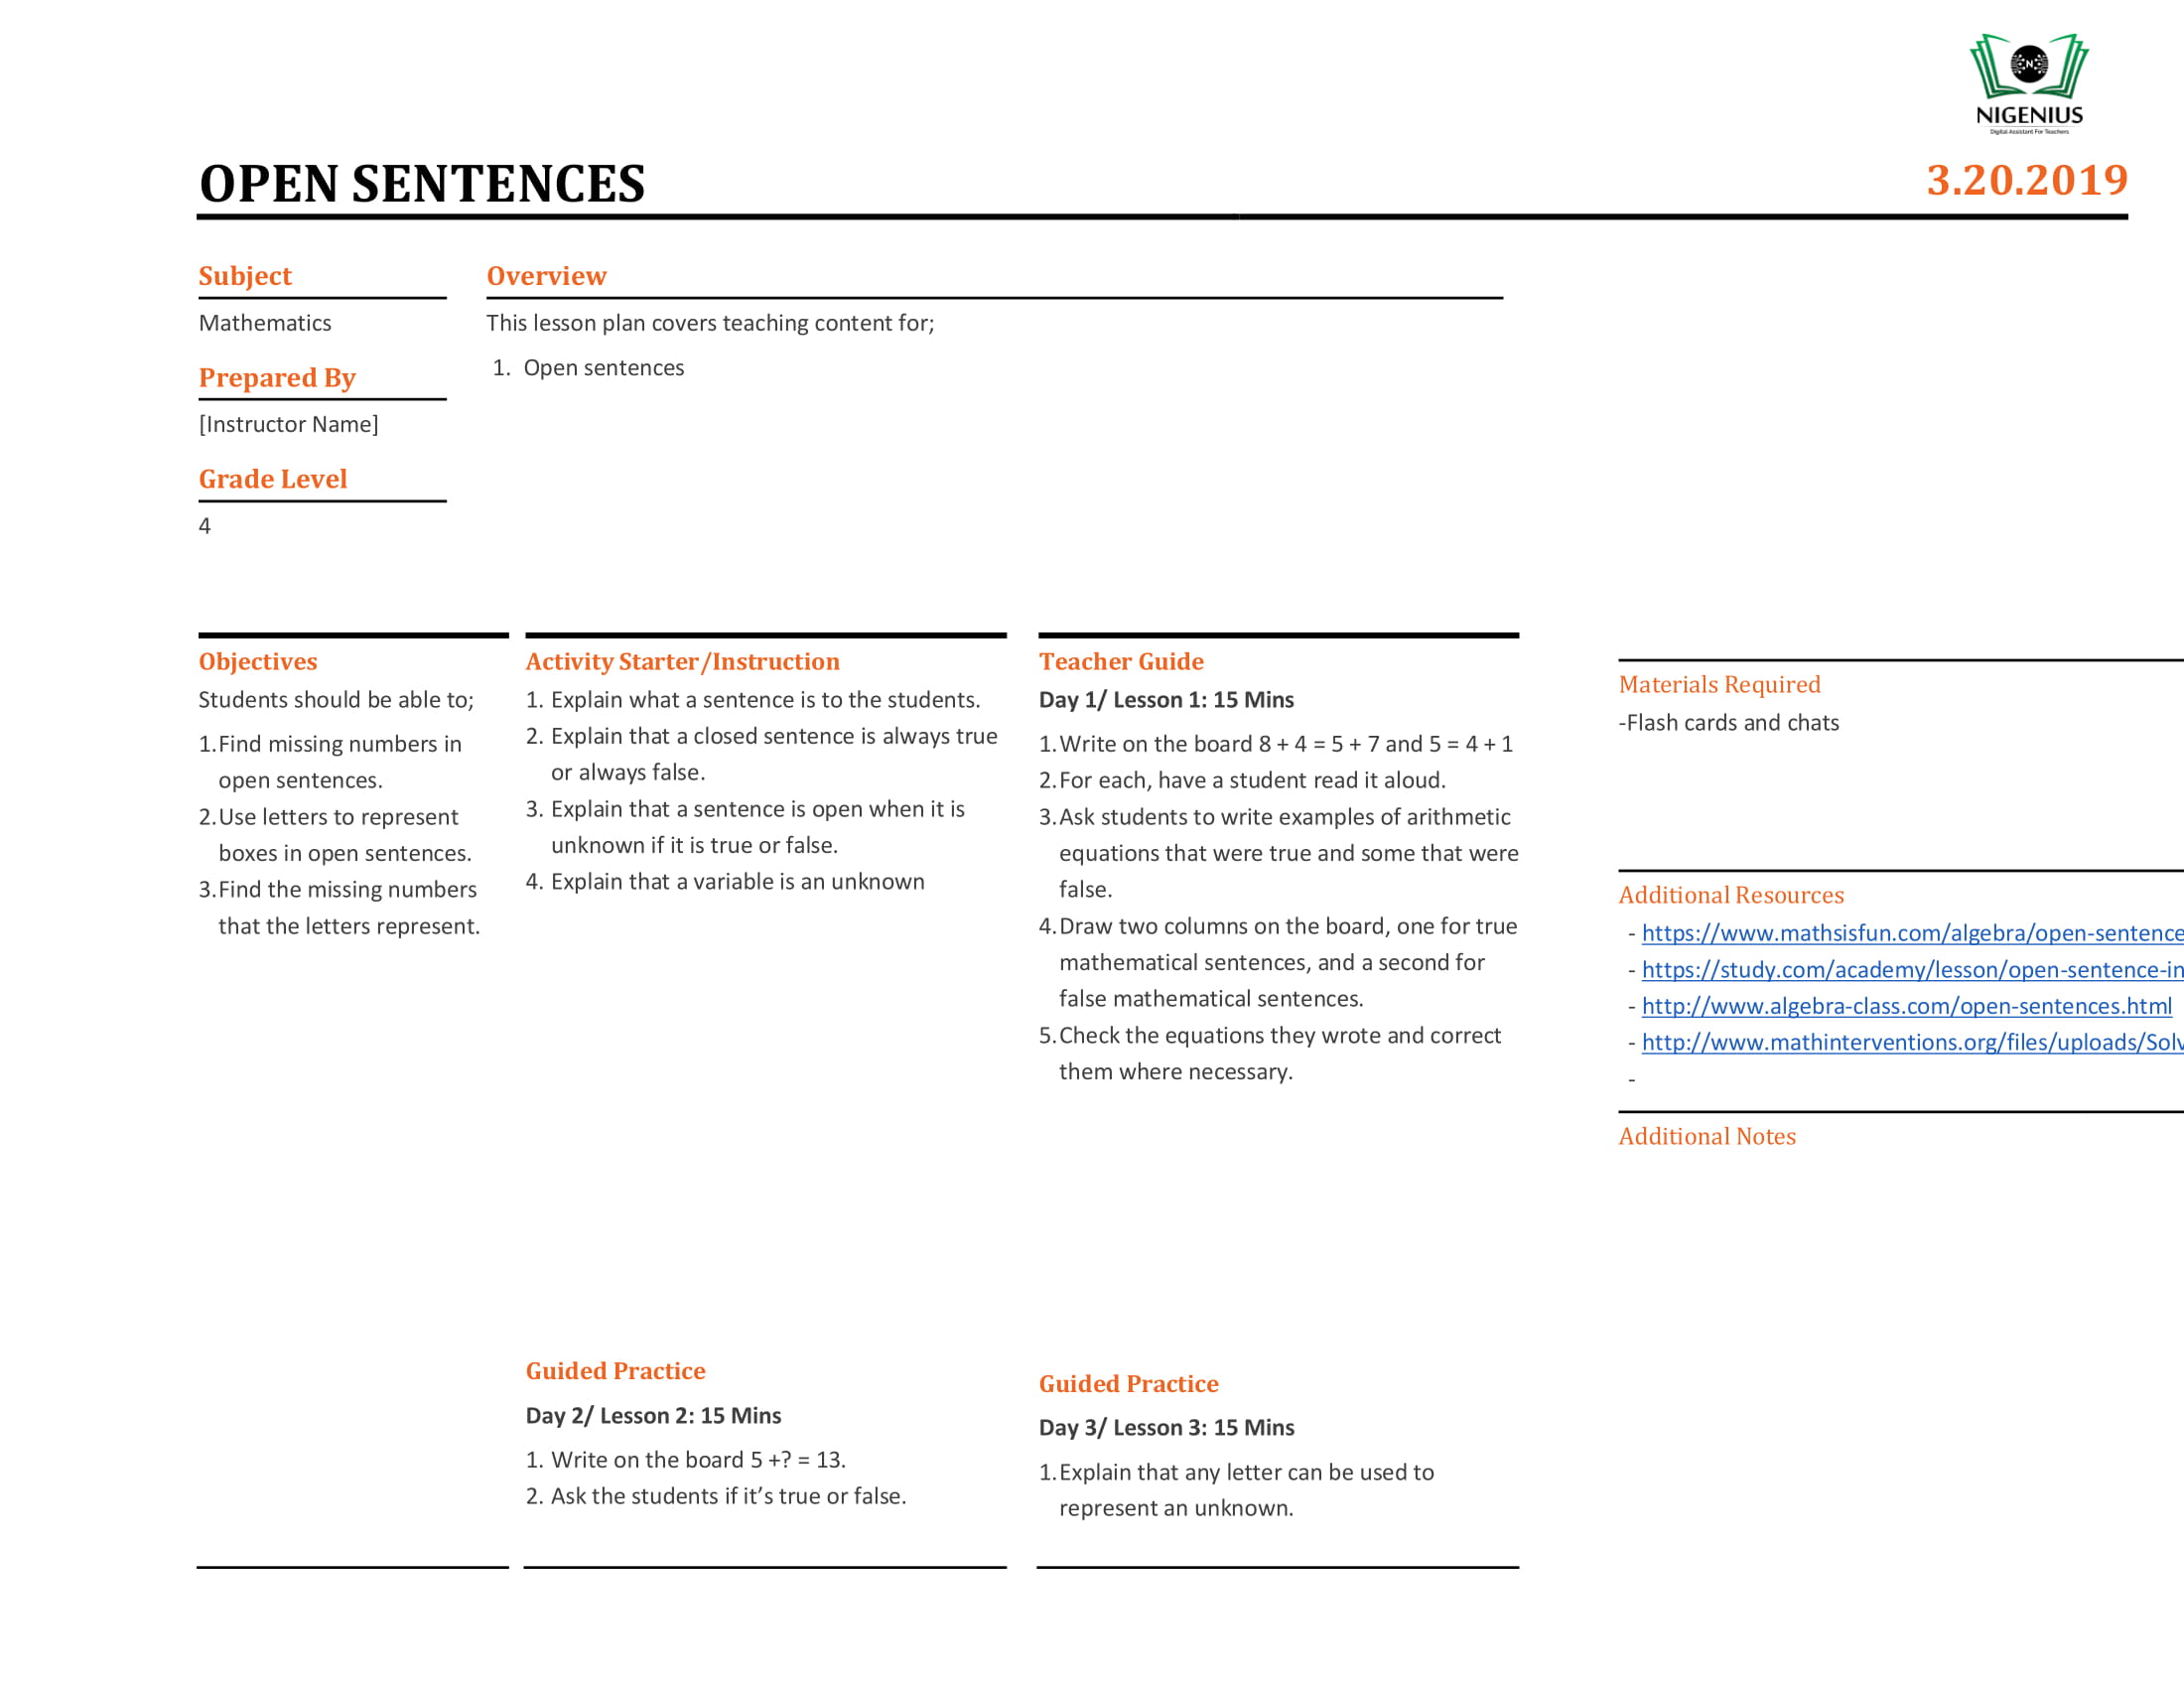 NIGENIUS
Digital Assistant For Teachers
OPEN SENTENCES
3.20.2019
Subject
Mathematics
Prepared By
[Instructor Name]
Grade Level
4
Overview
This lesson plan covers teaching content for;
1. Open sentences
Objectives
Students should be able to;
1.Find missing numbers in
open sentences.
2.Use letters to represent
boxes in open sentences.
3.Find the missing numbers
that the letters represent.
Activity Starter/Instruction
1. Explain what a sentence is to the students.
2. Explain that a closed sentence is always true
or always false.
3. Explain that a sentence is open when it is
unknown if it is true or false.
4. Explain that a variable is an unknown
Guided Practice
Day 2/ Lesson 2: 15 Mins
1. Write on the board 5 +? = 13.
2. Ask the students if it’s true or false.
Teacher Guide
Day 1/ Lesson 1: 15 Mins
1.Write on the board 8 + 4 = 5 + 7 and 5 = 4 + 1
2.For each, have a student read it aloud.
3.Ask students to write examples of arithmetic
equations that were true and some that were
false.
4.Draw two columns on the board, one for true
mathematical sentences, and a second for
false mathematical sentences.
5.Check the equations they wrote and correct
them where necessary.
Guided Practice
Day 3/ Lesson 3: 15 Mins
1.Explain that any letter can be used to
represent an unknown.
Materials Required
-Flash cards and chats
Additional Resources
- https://www.mathsisfun.com/algebra/open-sentence
- https://study.com/academy/lesson/open-sentence-in
- http://www.algebra-class.com/open-sentences.html
- http://www.mathinterventions.org/files/uploads/Solv
-
Additional Notes